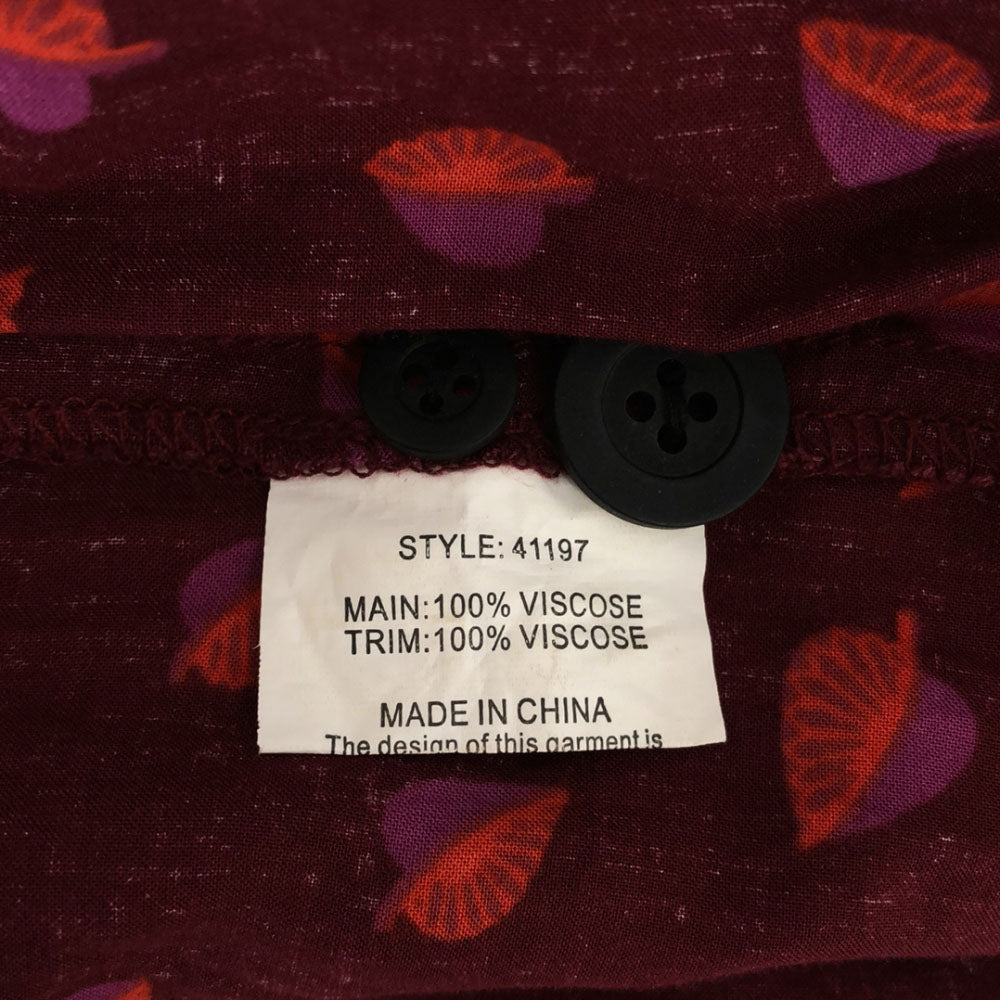 STYLE: 41197
MAIN:100% VISCOSE
TRIM:100% VISCOSE
MADE IN CHINA
The design of this garment is